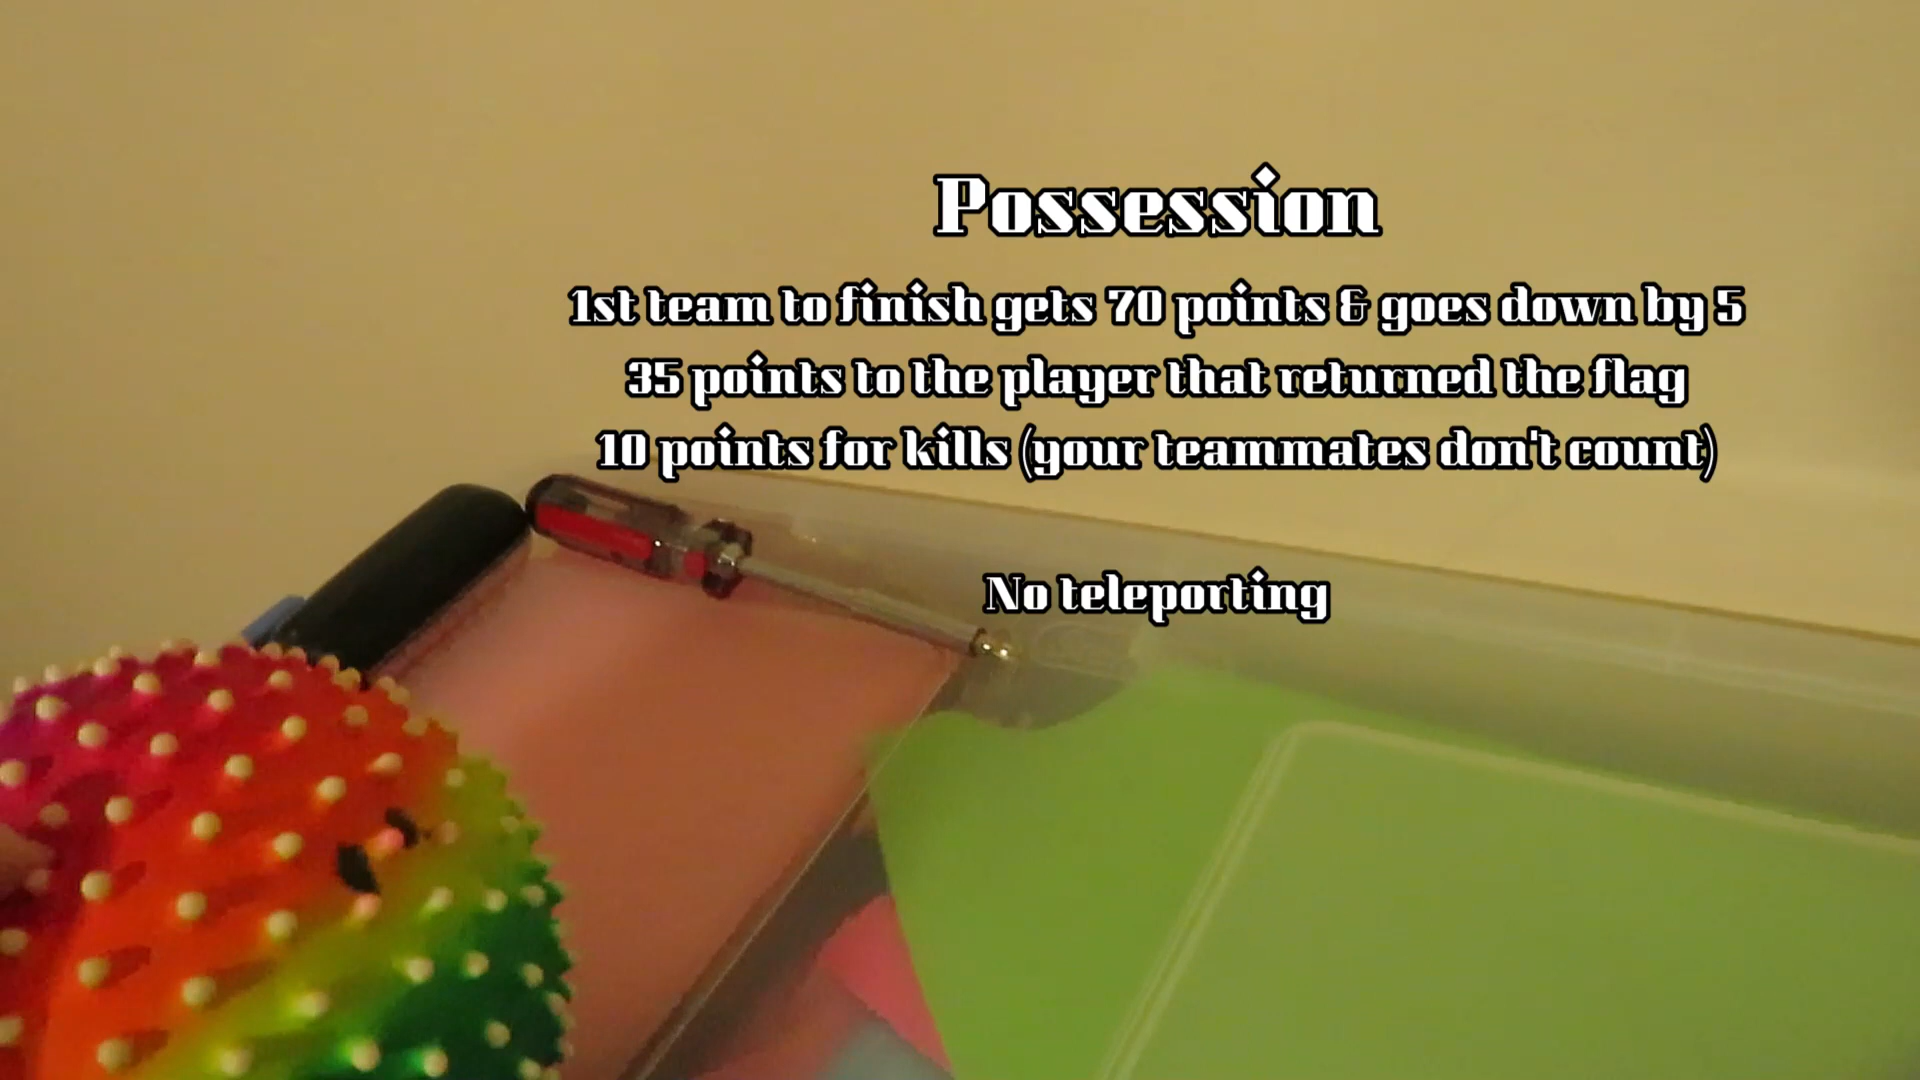 Possession
1st team to finish gets 70 points & goes down by 5
35 points to the player that returned the flag
10 points for kills (your teammates don't count)
No teleporting